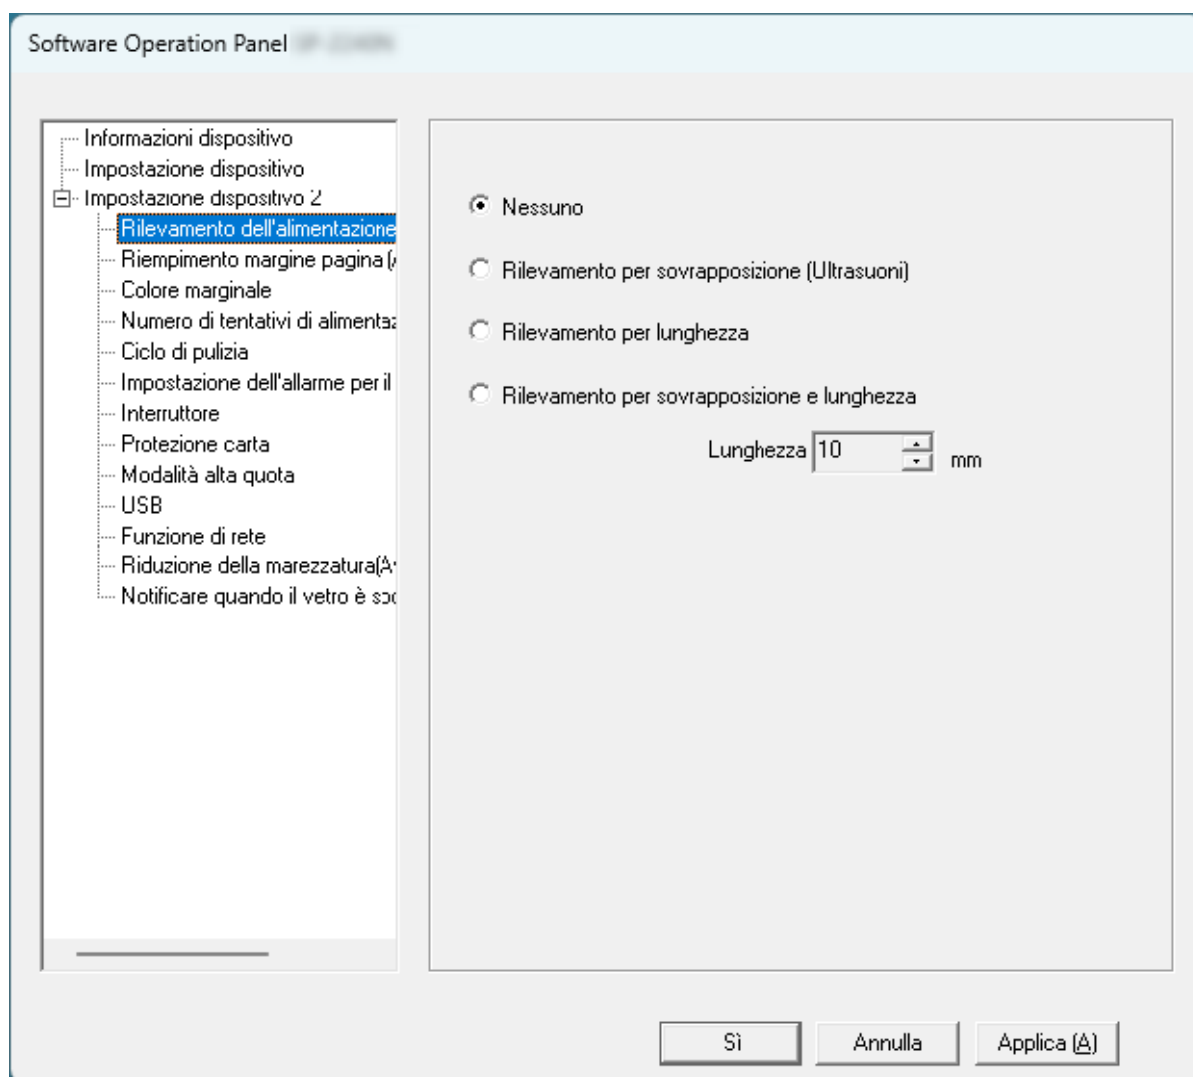 Software Operation Panel
Informazioni dispositivo
Impostazione dispositivo
Impostazione dispositivo 2
Rilevamento dell'alimentazione
Riempimento margine pagina (
Colore marginale
Numero di tentativi di
Ciclo di pulizia
Impostazione dell'allarme per il
Interruttore
Protezione carta
Modalità alta quota
USB
Funzione di rete
Riduzione della marezzatura(
Notificare quando il vetro è
Nessuno
Rilevamento per sovrapposizione (Ultrasuoni)
Rilevamento per lunghezza
Rilevamento per sovrapposizione e lunghezza
Lunghezza 10 mm
Sì Annulla Applica (A)